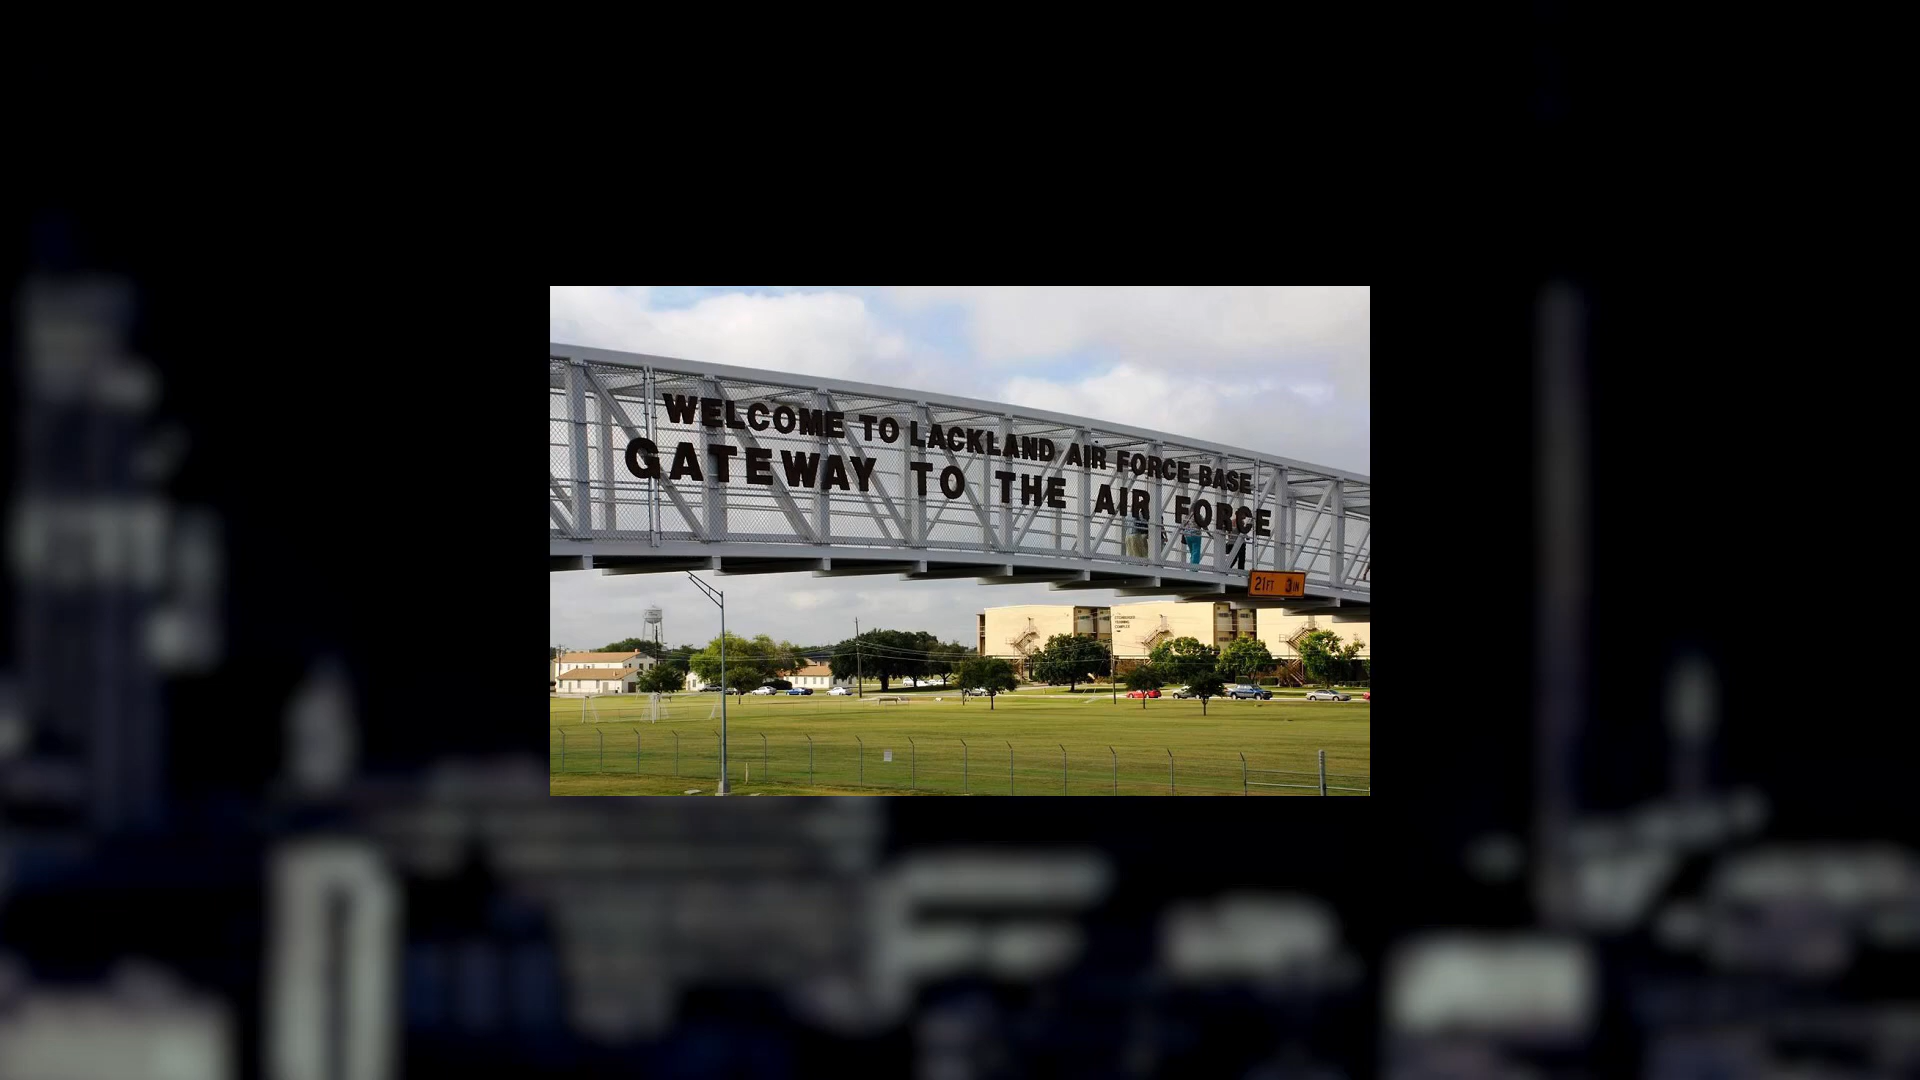 WELCOME TO LACKLAND AIR FORCE BASE
GATEWAY TO THE AIR FORCE
21FT 3IN